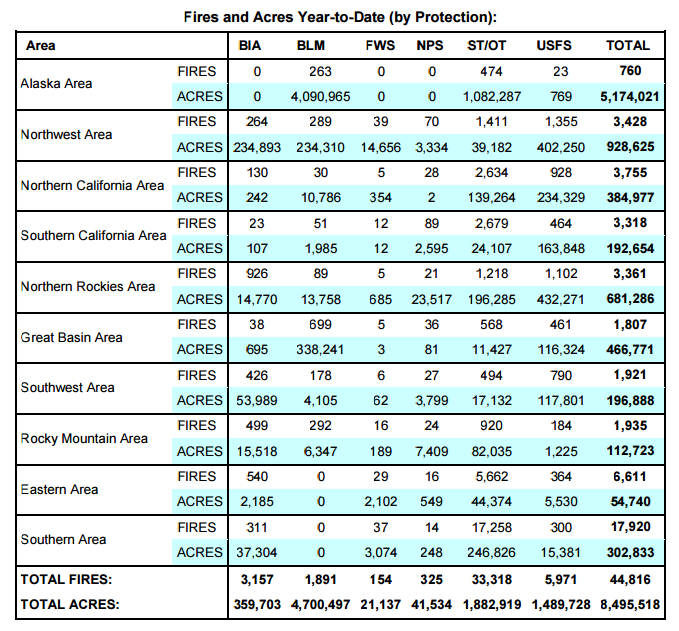 Fires and Acres Year-to-Date (by Protection):
Area BIA BLM FWS NPS ST/OT USFS TOTAL
Alaska Area FIRES 0 263 0 0 474 23 760
ACRES 0 4,090,965 0 0 1,082,287 769 5,174,021
Northwest Area FIRES 264 289 39 70 1,411 1,355 3,428
ACRES 234,893 234,310 14,656 3,334 39,182 402,250 928,625
Northern California Area FIRES 130 30 5 28 2,634 928 3,755
ACRES 242 10,786 354 2 139,264 234,329 384,977
Southern California Area FIRES 23 51 12 89 2,679 464 3,318
ACRES 107 1,985 12 2,595 24,107 163,848 192,654
Northern Rockies Area FIRES 926 89 5 21 1,218 1,102 3,361
ACRES 14,770 13,758 685 23,517 196,285 432,271 681,286
Great Basin Area FIRES 38 699 5 36 568 461 1,807
ACRES 695 338,241 3 81 11,427 116,324 466,771
Southwest Area FIRES 426 178 6 27 494 790 1,921
ACRES 53,989 4,105 62 3,799 17,132 117,801 196,888
Rocky Mountain Area FIRES 499 292 16 24 920 184 1,935
ACRES 15,518 6,347 189 7,409 82,035 1,225 112,723
Eastern Area FIRES 540 0 29 16 5,662 364 6,611
ACRES 2,185 0 2,102 549 44,374 5,530 54,740
Southern Area FIRES 311 0 37 14 17,258 300 17,920
ACRES 37,304 0 3,074 248 246,826 15,381 302,833
TOTAL FIRES: 3,157 1,891 154 325 33,318 5,971 44,816
TOTAL ACRES: 359,703 4,700,497 21,137 41,534 1,882,919 1,489,728 8,495,518